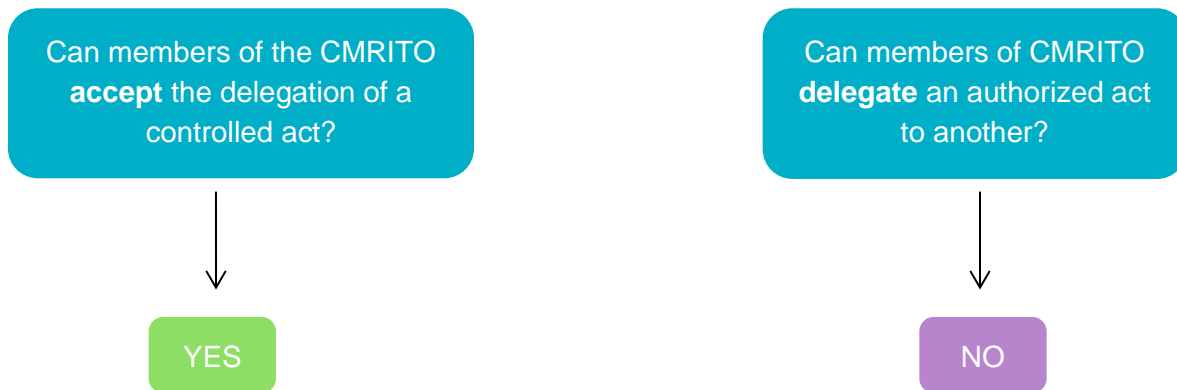 Can members of the CMRITO
accept the delegation of a
controlled act?
YES
Can members of CMRITO
delegate an authorized act
to another?
NO